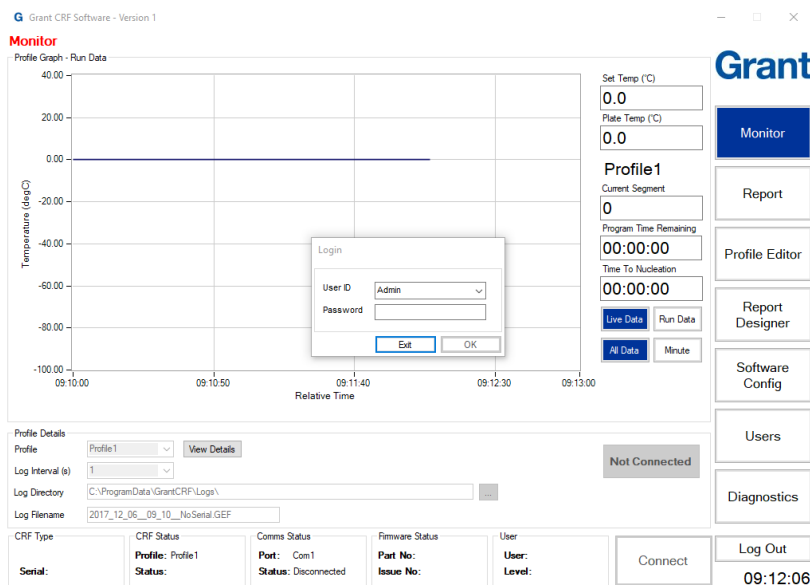 G Grant CRF Software - Version 1
Monitor
Profile Graph - Run Data
40.00
20.00
0.00
-20.00
-40.00
-60.00
-80.00
-100.00
Temperature (degC)
09:10:00 09:10:50 09:11:40 09:12:30 09:13:00
Relative Time
Login
User ID Admin
Password
Exit OK
Set Temp (°C)
0.0
Plate Temp (°C)
0.0
Profile1
Current Segment
0
Program Time Remaining
00:00:00
Time To Nucleation
00:00:00
Live Data Run Data
All Data Minute
Grant
Monitor
Report
Profile Editor
Report
Designer
Software
Config
Users
Diagnostics
Log Out
09:12:06
Profile Details
Profile Profile1 View Details
Log Interval (s) 1
Log Directory C:\ProgramData\GrantCRF\Logs\ ...
Log Filename 2017_12_06__09_10__NoSerial.GEF
Not Connected
CRF Type
Serial:
CRF Status
Profile: Profile1
Status:
Comms Status
Port: Com1
Status: Disconnected
Firmware Status
Part No:
Issue No:
User
User:
Level:
Connect